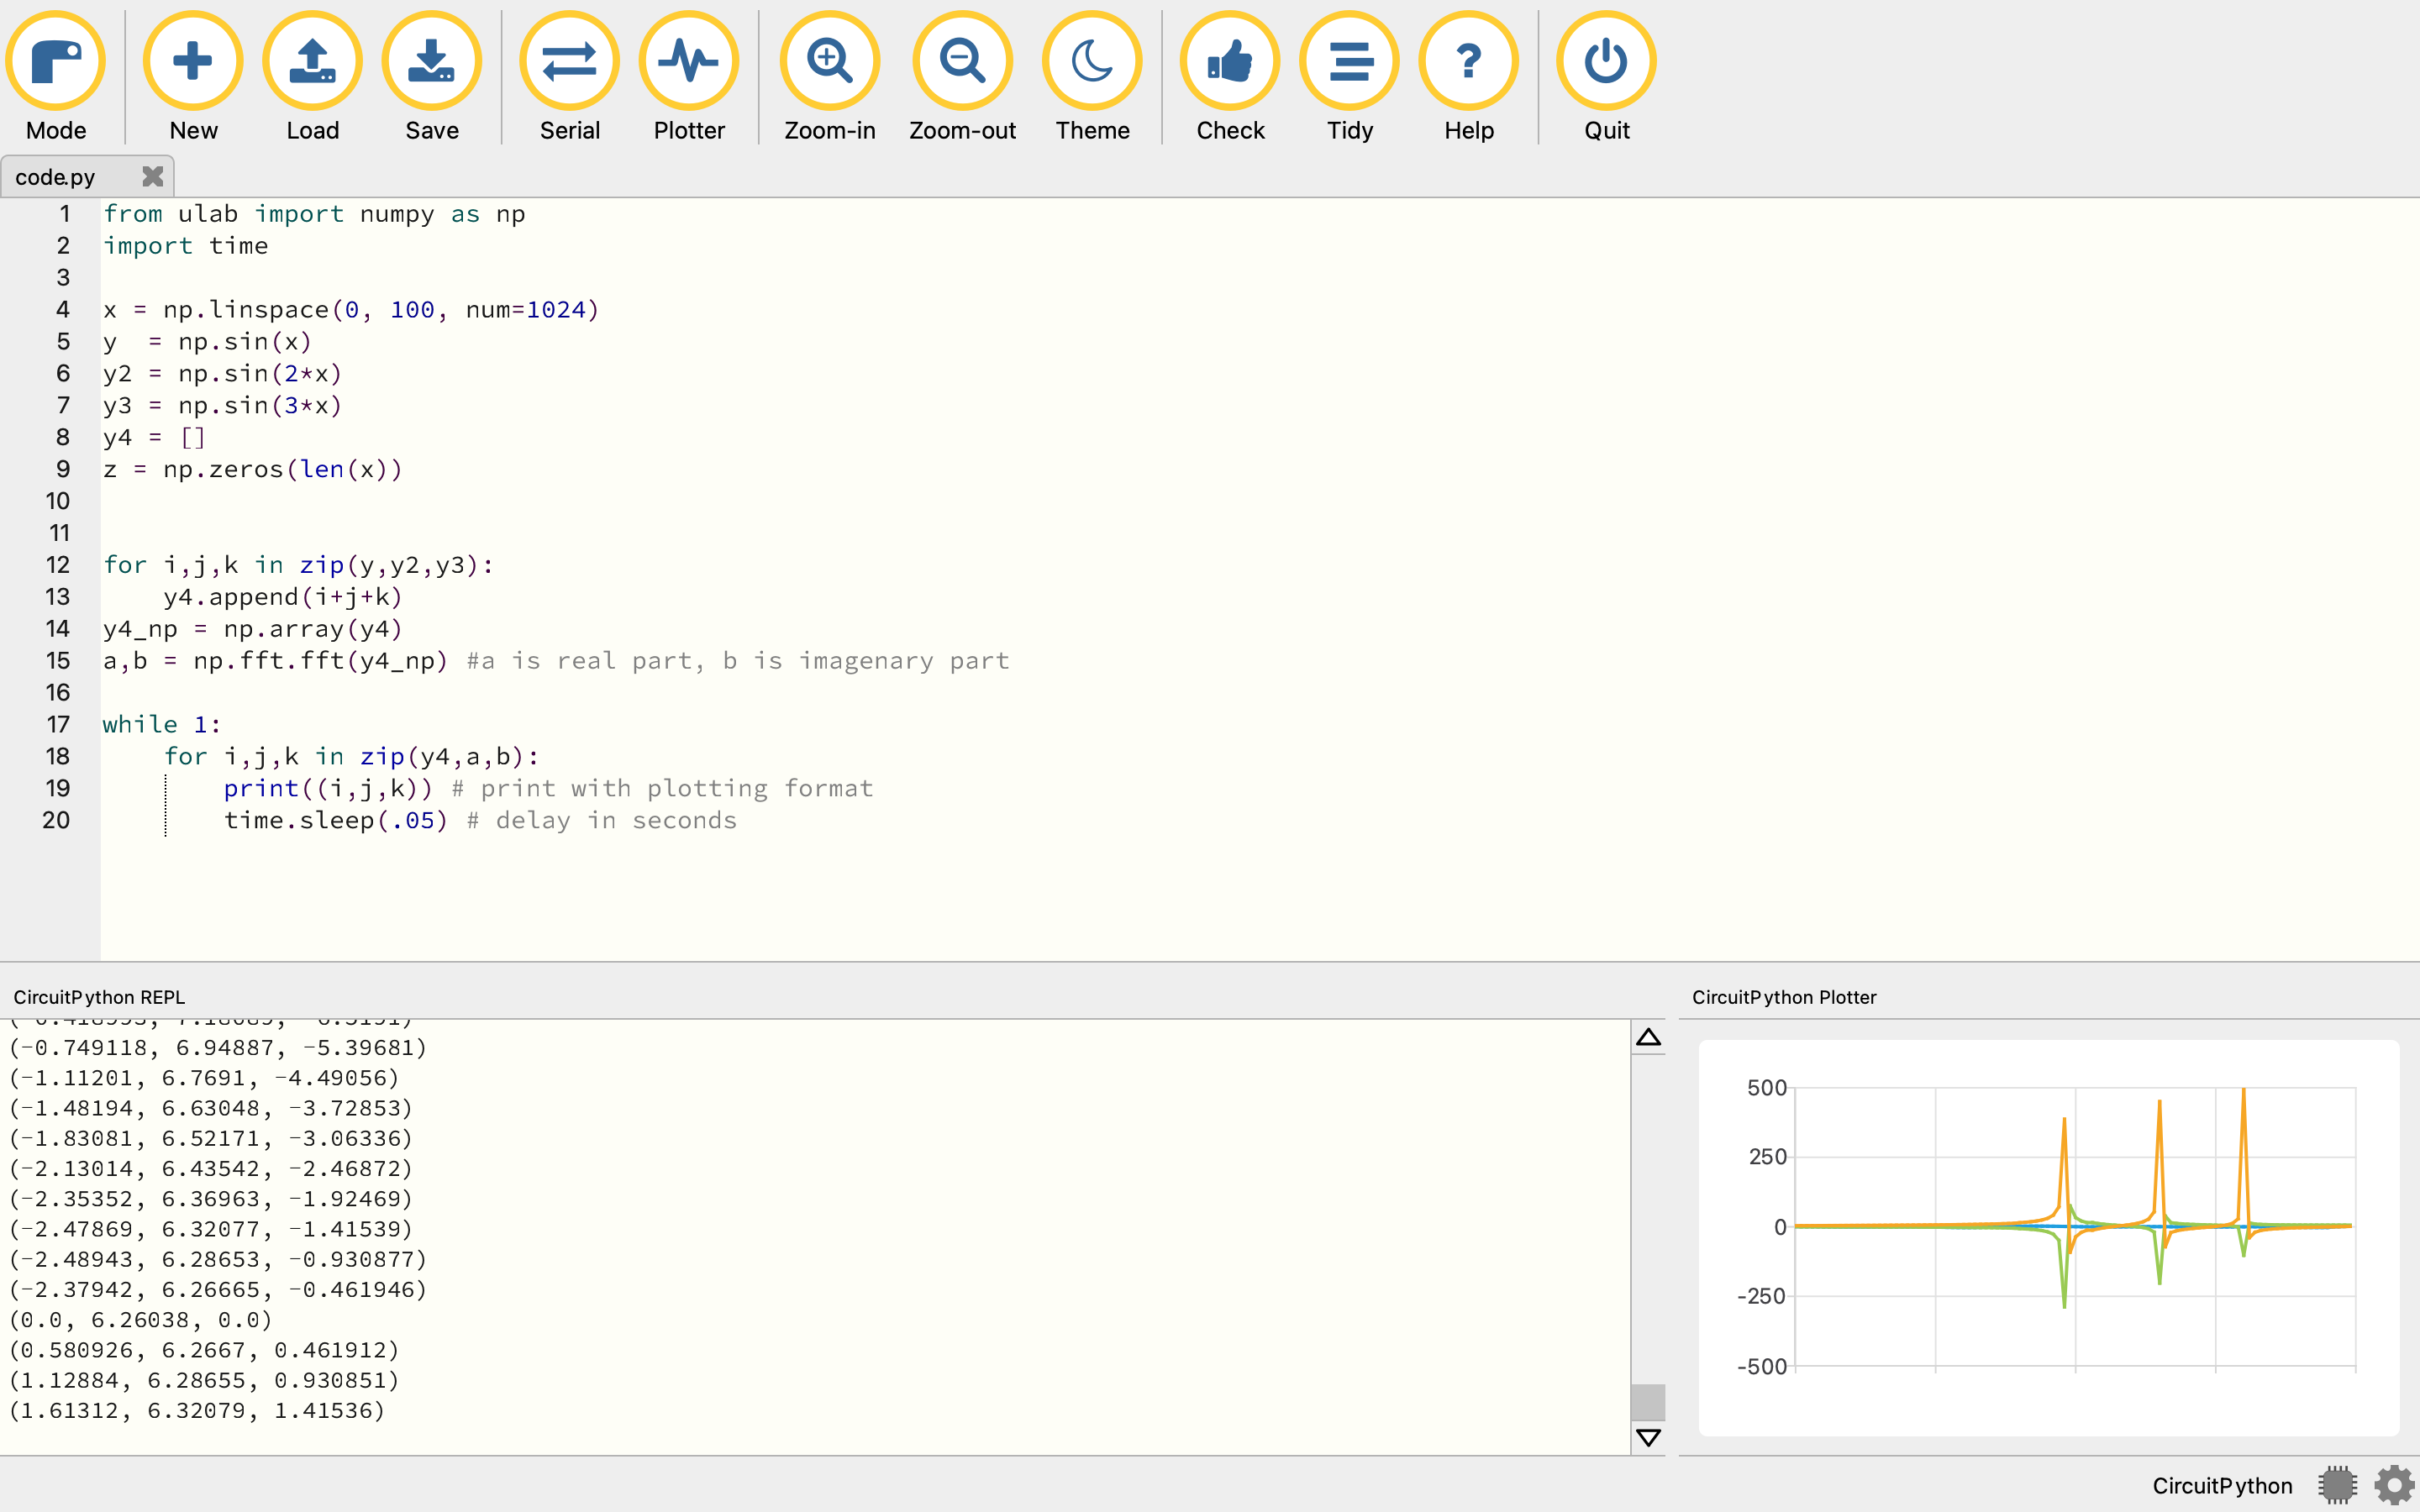 Mode New Load Save Serial Plotter Zoom-in Zoom-out Theme Check Tidy Help Quit
code.py
1 from ulab import numpy as np
2 import time
3
4 x = np.linspace(0, 100, num=1024)
5 y  = np.sin(x)
6 y2 = np.sin(2*x)
7 y3 = np.sin(3*x)
8 y4 = []
9 z = np.zeros(len(x))
10
11
12 for i,j,k in zip(y,y2,y3):
13     y4.append(i+j+k)
14 y4_np = np.array(y4)
15 a,b = np.fft.fft(y4_np) #a is real part, b is imagenary part
16
17 while 1:
18     for i,j,k in zip(y4,a,b):
19         print((i,j,k)) # print with plotting format
20         time.sleep(.05) # delay in seconds
CircuitPython REPL
(-0.749118, 6.94887, -5.39681)
(-1.11201, 6.7691, -4.49056)
(-1.48194, 6.63048, -3.72853)
(-1.83081, 6.52171, -3.06336)
(-2.13014, 6.43542, -2.46872)
(-2.35352, 6.36963, -1.92469)
(-2.47869, 6.32077, -1.41539)
(-2.48943, 6.28653, -0.930877)
(-2.37942, 6.26665, -0.461946)
(0.0, 6.26038, 0.0)
(0.580926, 6.2667, 0.461912)
(1.12884, 6.28655, 0.930851)
(1.61312, 6.32079, 1.41536)
CircuitPython Plotter
500
250
0
-250
-500
CircuitPython